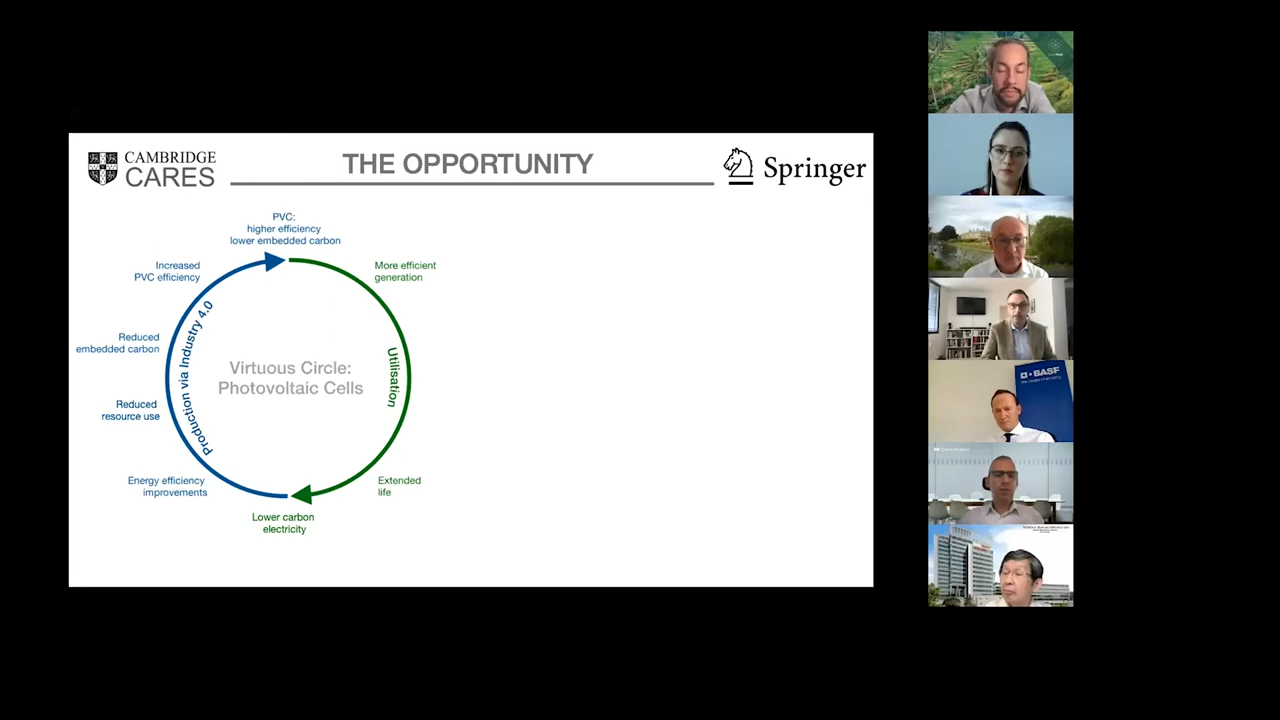 CAMBRIDGE
CARES
THE OPPORTUNITY
Springer
PVC:
higher efficiency
lower embedded carbon
Increased
PVC efficiency
More efficient
generation
Reduced
embedded carbon
Production via Industry 4.0
Virtuous Circle:
Photovoltaic Cells
Utilisation
Reduced
resource use
Energy efficiency
improvements
Extended
life
Lower carbon
electricity
BASF